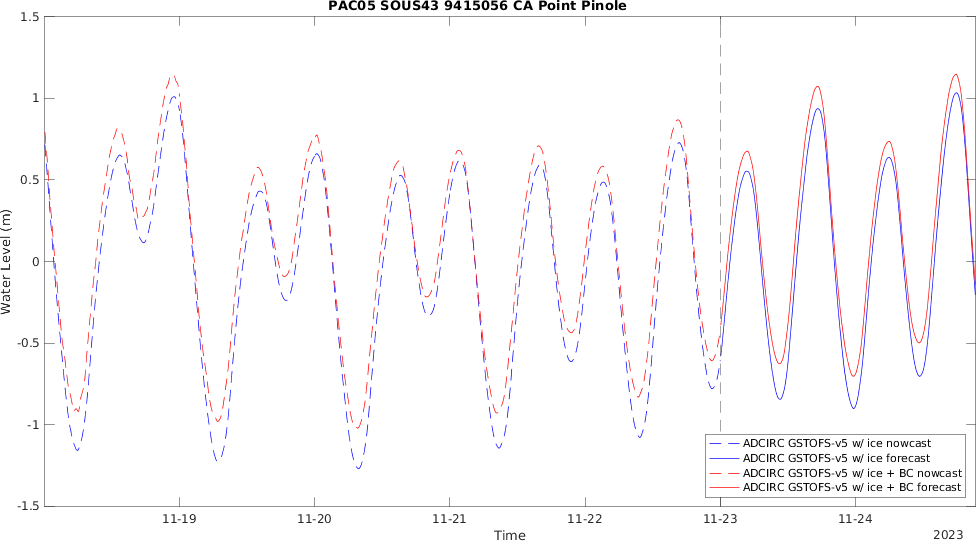 PAC05 SOUS43 9415056 CA Point Pinole
1.5
1
0.5
0
-0.5
-1
-1.5
Water Level (m)
ADCIRC GSTOFS-v5 w/ ice nowcast
ADCIRC GSTOFS-v5 w/ ice forecast
ADCIRC GSTOFS-v5 w/ ice + BC nowcast
ADCIRC GSTOFS-v5 w/ ice + BC forecast
11-19 11-20 11-21 11-22 11-23 11-24
Time
2023